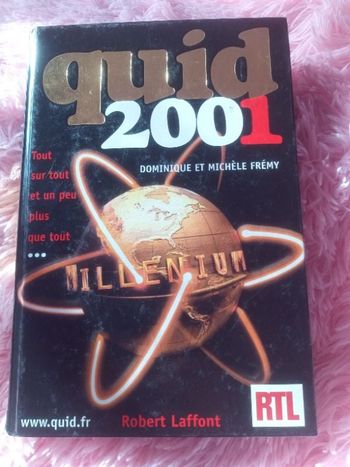 quid
2001
DOMINIQUE ET MICHÈLE FRÉMY
Tout
sur tout
et un peu
plus
que tout
...
MILLENIUM
www.quid.fr
Robert Laffont
RTL